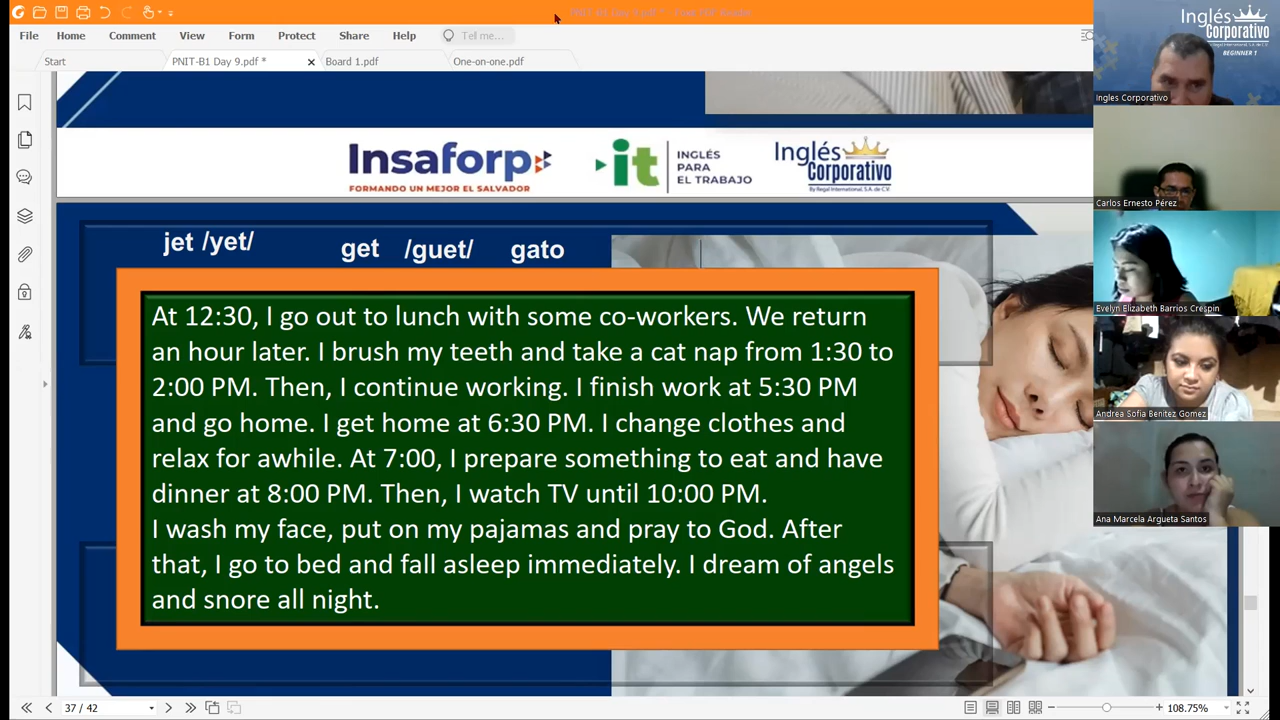 File Home Comment View Form Protect Share Help Tell me...
Start PNIT-B1 Day 9.pdf * Board 1.pdf One-on-one.pdf
Insaforp
FORMANDO UN MEJOR EL SALVADOR
it
INGLÉS
PARA
EL TRABAJO
Inglés
Corporativo
By Regal International, S.A. de C.V.
jet /yet/ get /guet/ gato
At 12:30, I go out to lunch with some co-workers. We return
an hour later. I brush my teeth and take a cat nap from 1:30 to
2:00 PM. Then, I continue working. I finish work at 5:30 PM
and go home. I get home at 6:30 PM. I change clothes and
relax for awhile. At 7:00, I prepare something to eat and have
dinner at 8:00 PM. Then, I watch TV until 10:00 PM.
I wash my face, put on my pajamas and pray to God. After
that, I go to bed and fall asleep immediately. I dream of angels
and snore all night.
37 / 42
108.75%
Inglés
Corporativo
BEGINNER 1
Ingles Corporativo
Carlos Ernesto Pérez
Evelyn Elizabeth Barrios Crespin
Andrea Sofia Benitez Gomez
Ana Marcela Argueta Santos